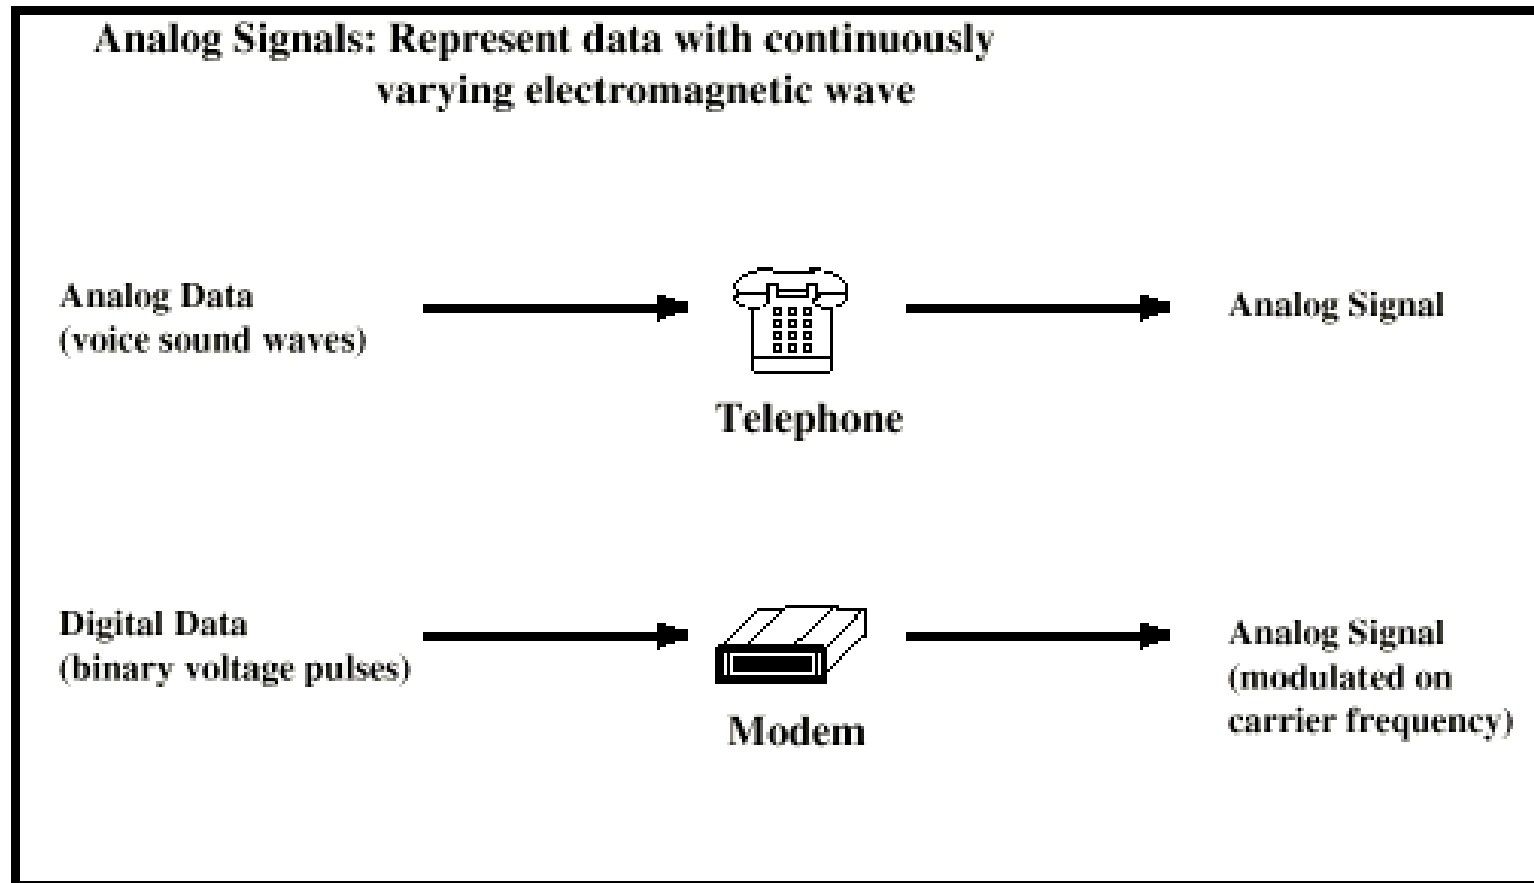 Analog Signals: Represent data with continuously
varying electromagnetic wave
Analog Data
(voice sound waves)
Telephone
Analog Signal
Digital Data
(binary voltage pulses)
Modem
Analog Signal
(modulated on
carrier frequency)